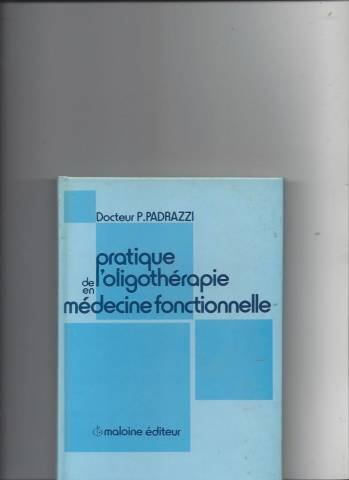 Docteur P.PADRAZZI
pratique
de l'oligothérapie
en
médecine fonctionnelle
maloine éditeur